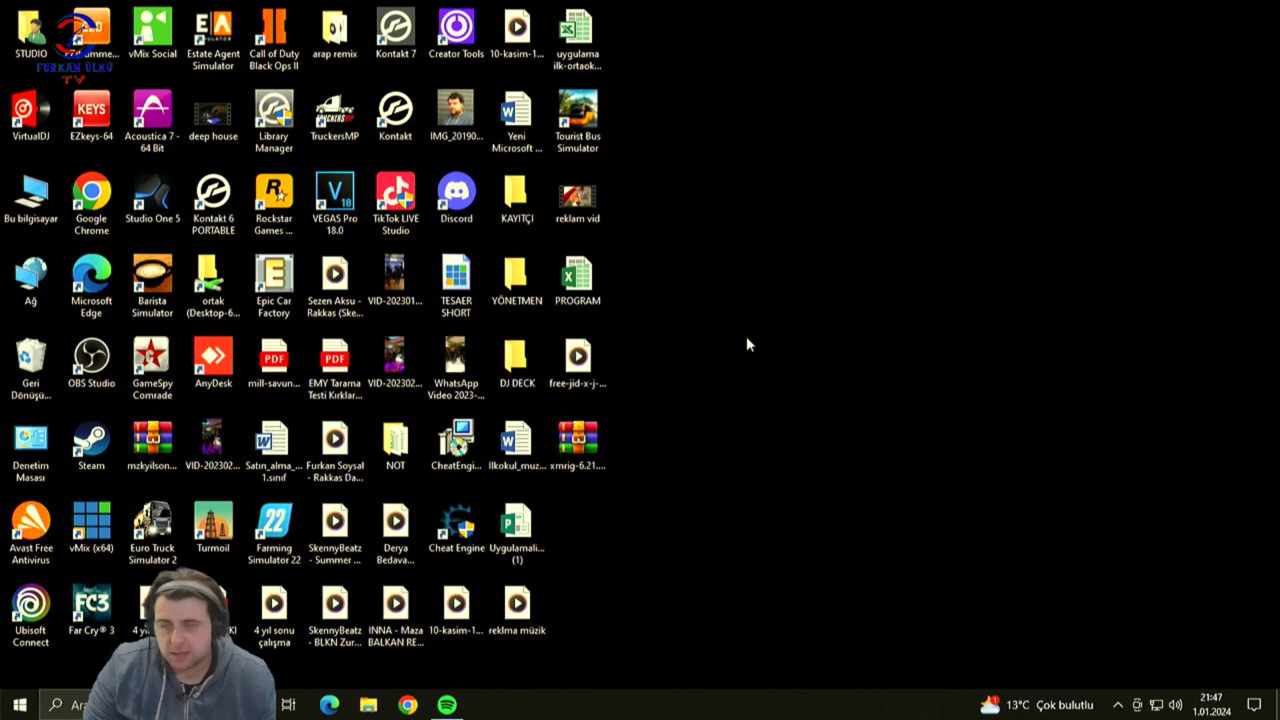 STUDIO
FURKAN ÜLKÜ
TV
vMix Social
Estate Agent
Simulator
Call of Duty
Black Ops II
arap remix
Kontakt 7
Creator Tools
10-kasim-1...
uygulama
ilk-ortaok...
VirtualDJ
KEYS
EZkeys-64
Acoustica 7 -
64 Bit
deep house
Library
Manager
TRUCKERSMP
TruckersMP
Kontakt
IMG_20190...
Yeni
Microsoft ...
Tourist Bus
Simulator
Bu bilgisayar
Google
Chrome
Studio One 5
Kontakt 6
PORTABLE
Rockstar
Games ...
V
18
VEGAS Pro
18.0
TikTok LIVE
Studio
Discord
KAYITÇI
reklam vid
Ağ
Microsoft
Edge
Barista
Simulator
ortak
(Desktop-6...
Epic Car
Factory
Sezen Aksu -
Rakkas (Ske...
VID-202301...
TESAER
SHORT
YÖNETMEN
PROGRAM
Geri
Dönüşü...
OBS Studio
GameSpy
Comrade
AnyDesk
PDF
mill-savun...
PDF
EMY Tarama
Testi Kırklar...
VID-202302...
WhatsApp
Video 2023-...
DJ DECK
free-jid-x-j-...
Denetim
Masası
Steam
mzkyilson...
VID-202302...
Satın_alma_...
1.sınıf
Furkan Soysal
- Rakkas Da...
NOT
CheatEngi...
Ilkokul_muz...
xmrig-6.21....
Avast Free
Antivirus
vMix (x64)
Euro Truck
Simulator 2
Turmoil
22
Farming
Simulator 22
SkennyBeatz
- Summer ...
Derya
Bedava...
Cheat Engine
Uygulamali...
(1)
Ubisoft
Connect
FC3
Far Cry® 3
4 yıl sonu
çalışma
SkennyBeatz
- BLKN Zur...
INNA - Maza
BALKAN RE...
10-kasim-1...
reklma müzik
13°C Çok bulutlu
21:47
1.01.2024